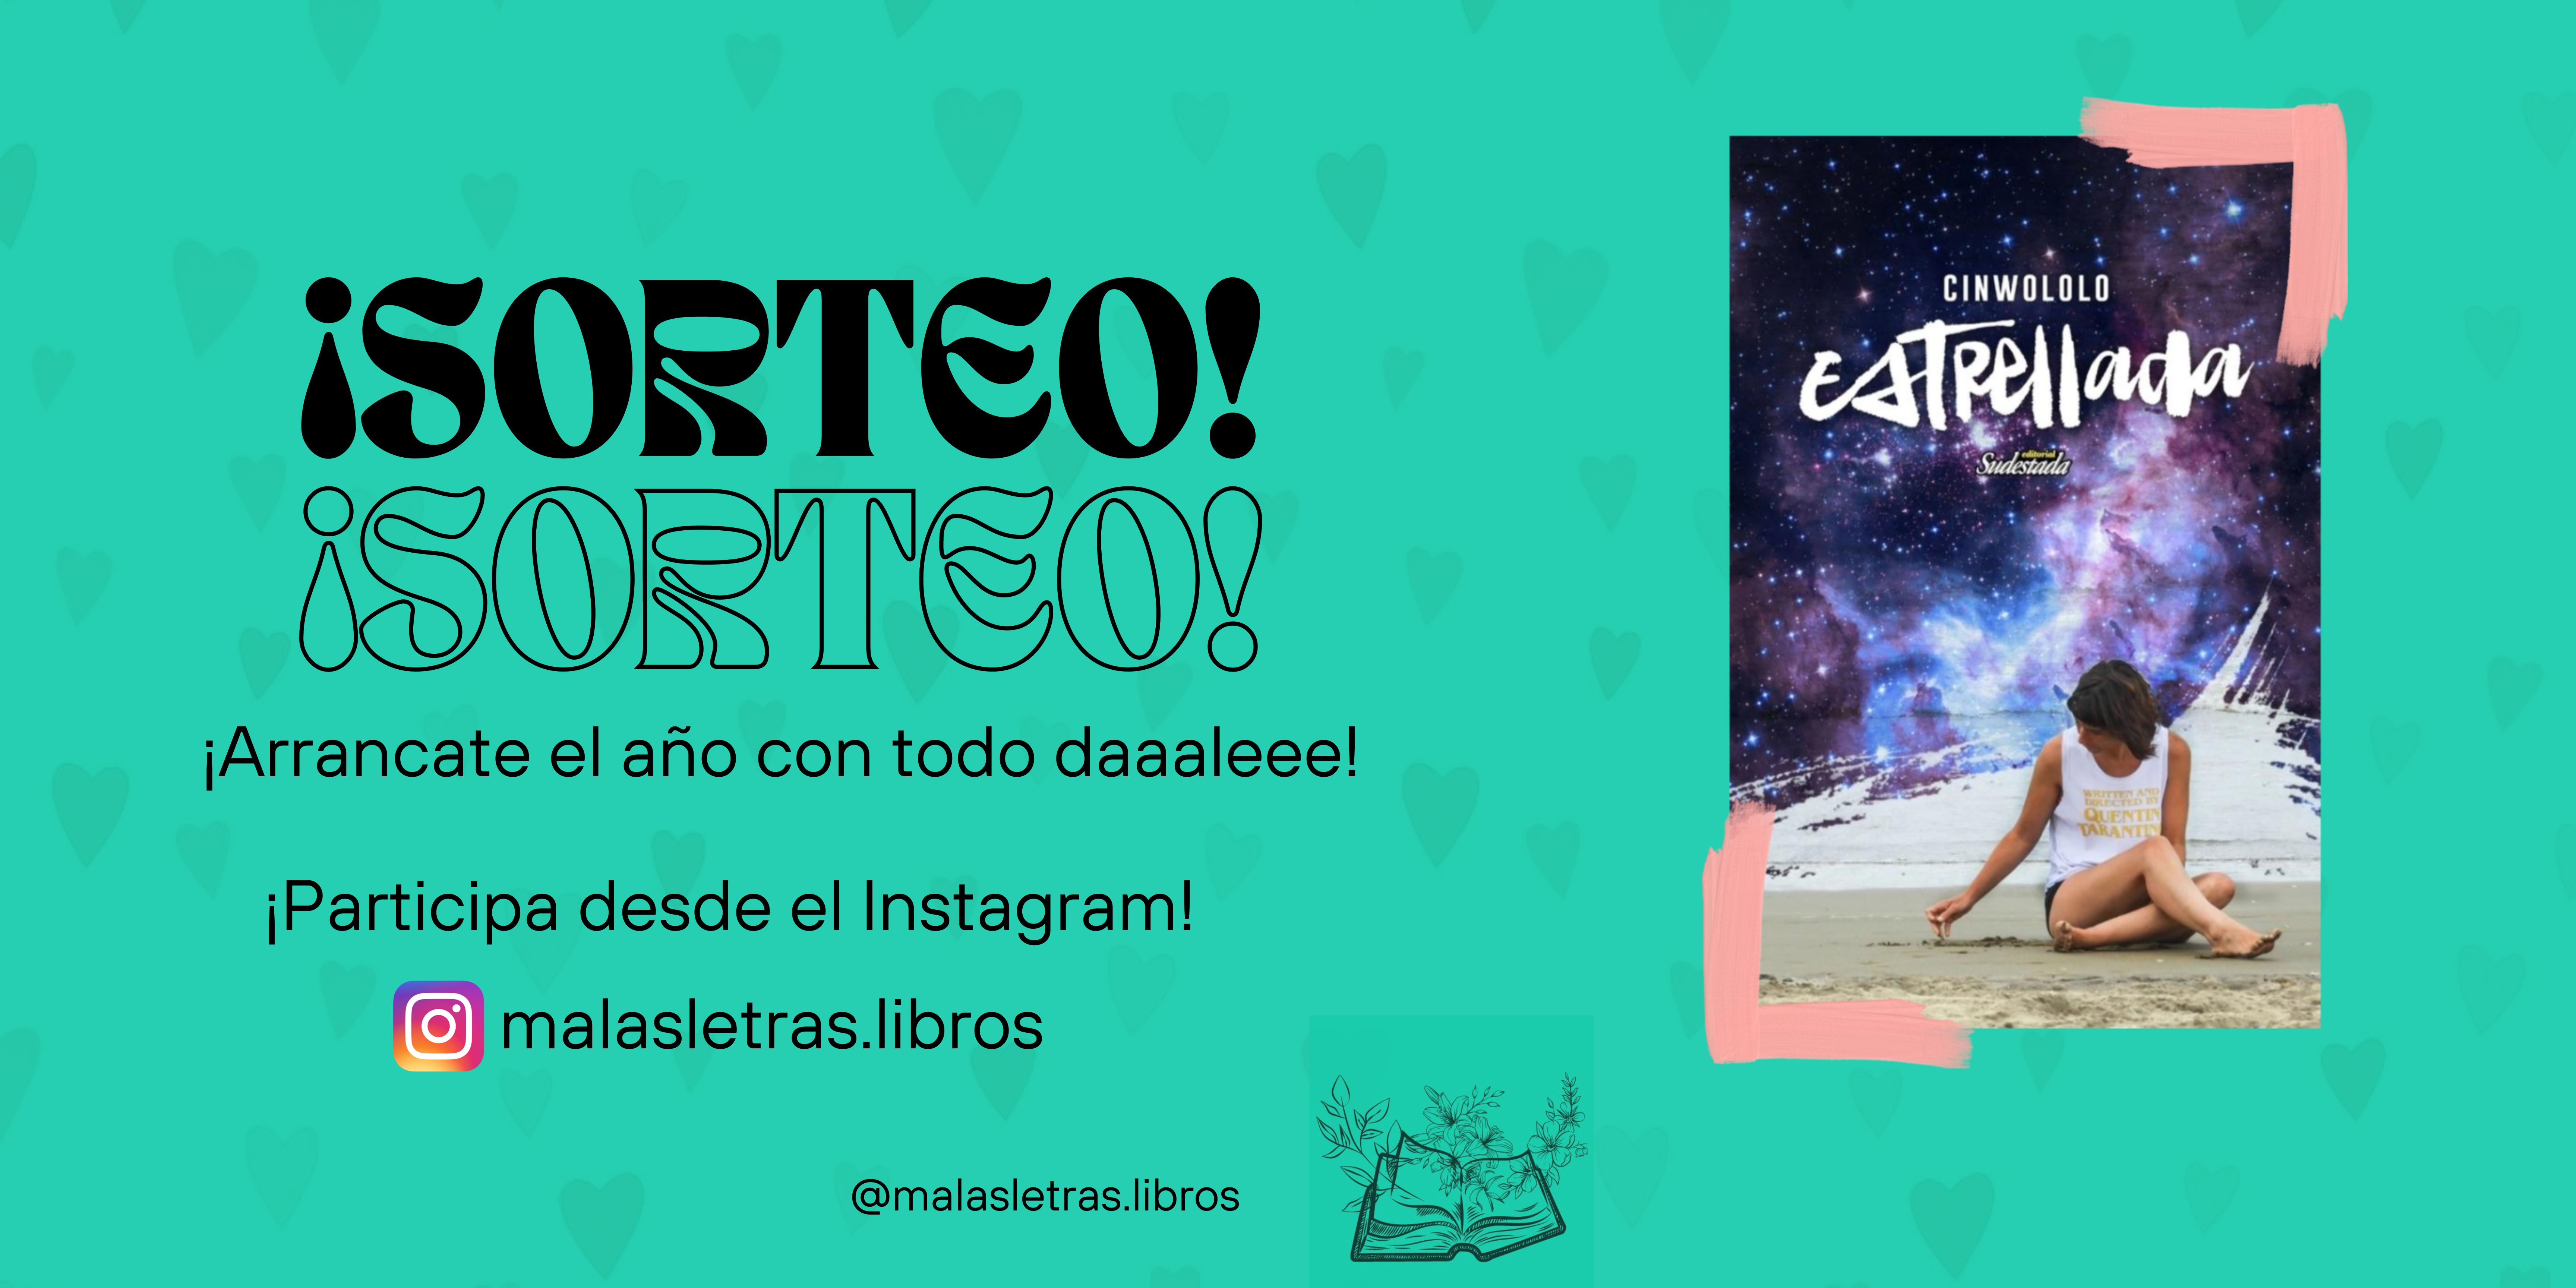 ¡SORTEO!
¡SORTEO!
¡Arrancate el año con todo daaaleee!
¡Participa desde el Instagram!
malasletras.libros
@malasletras.libros
CINWOLOLO
Estrellada
editorial
Sudestada
WRITTEN AND
DIRECTED BY
QUENTIN
TARANTIN